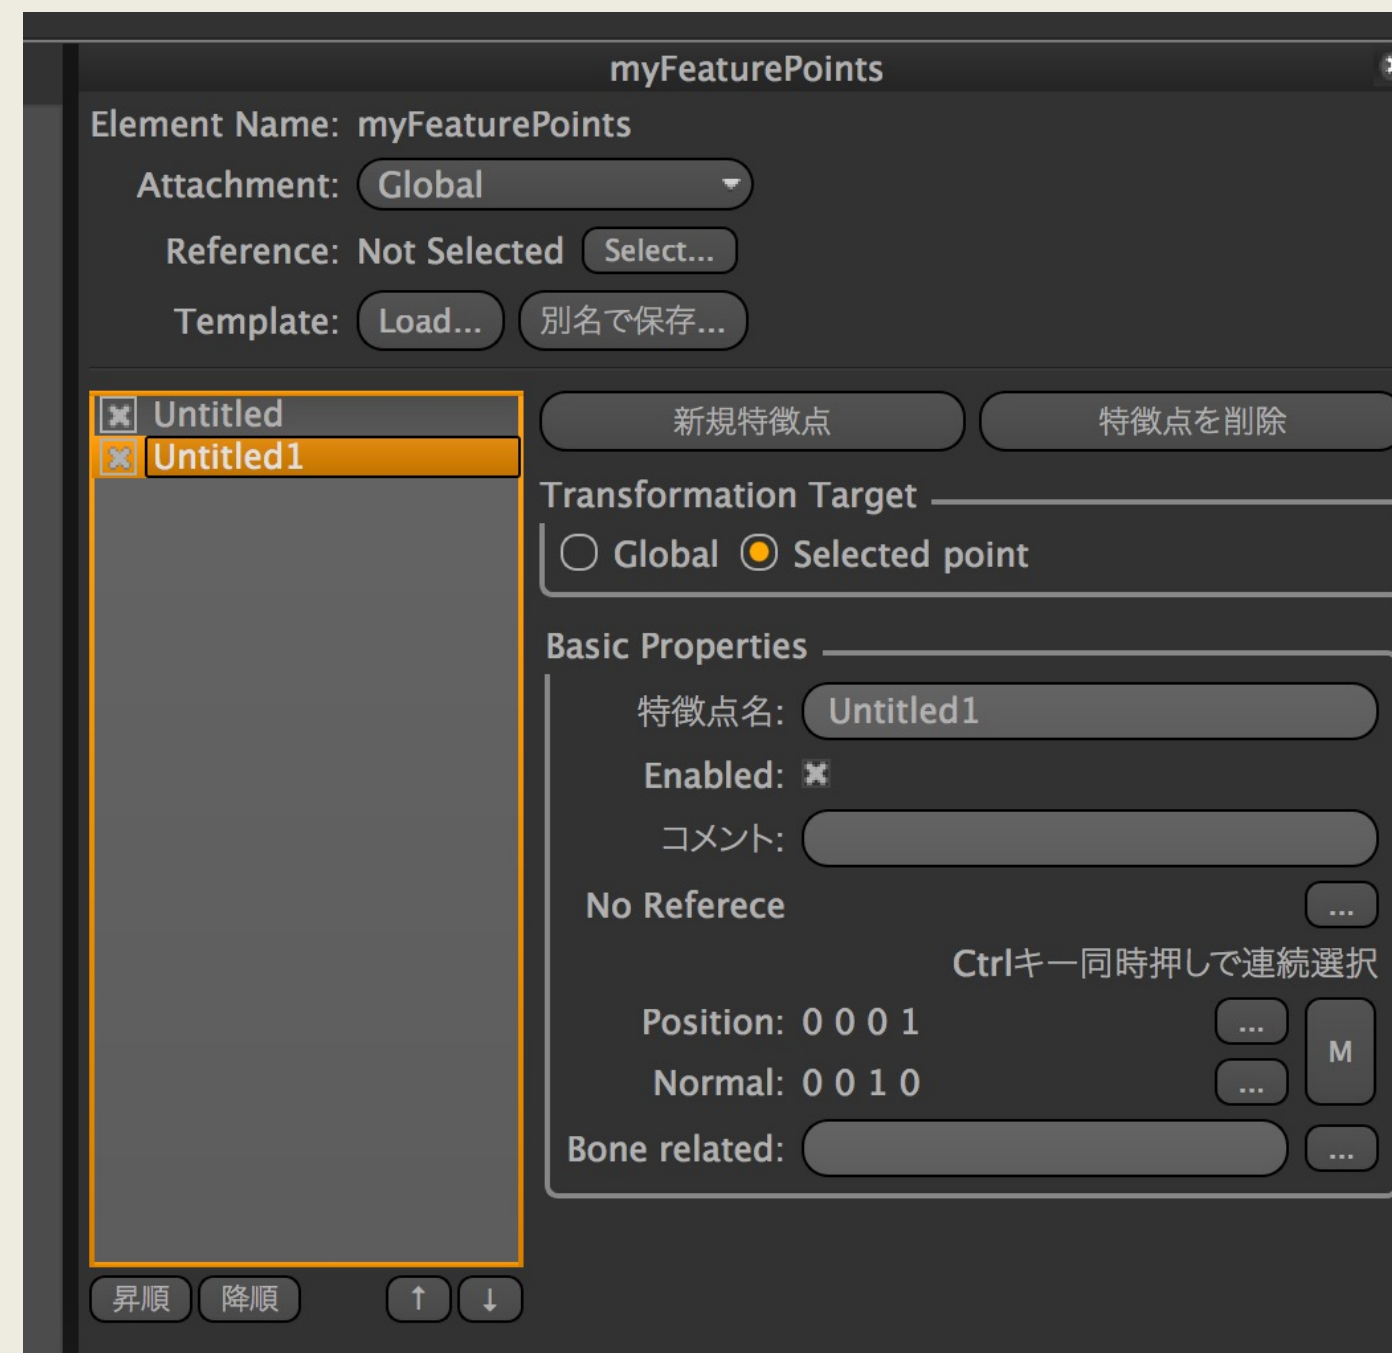 myFeaturePoints
Element Name: myFeaturePoints
Attachment: Global
Reference: Not Selected Select...
Template: Load... 別名で保存...
Untitled
Untitled1
新規特徴点 特徴点を削除
Transformation Target
Global Selected point
Basic Properties
特徴点名: Untitled1
Enabled:
コメント:
No Referece ...
Ctrlキー同時押しで連続選択
Position: 0 0 0 1 ...
M
Normal: 0 0 1 0 ...
Bone related: ...
昇順 降順 ↑ ↓